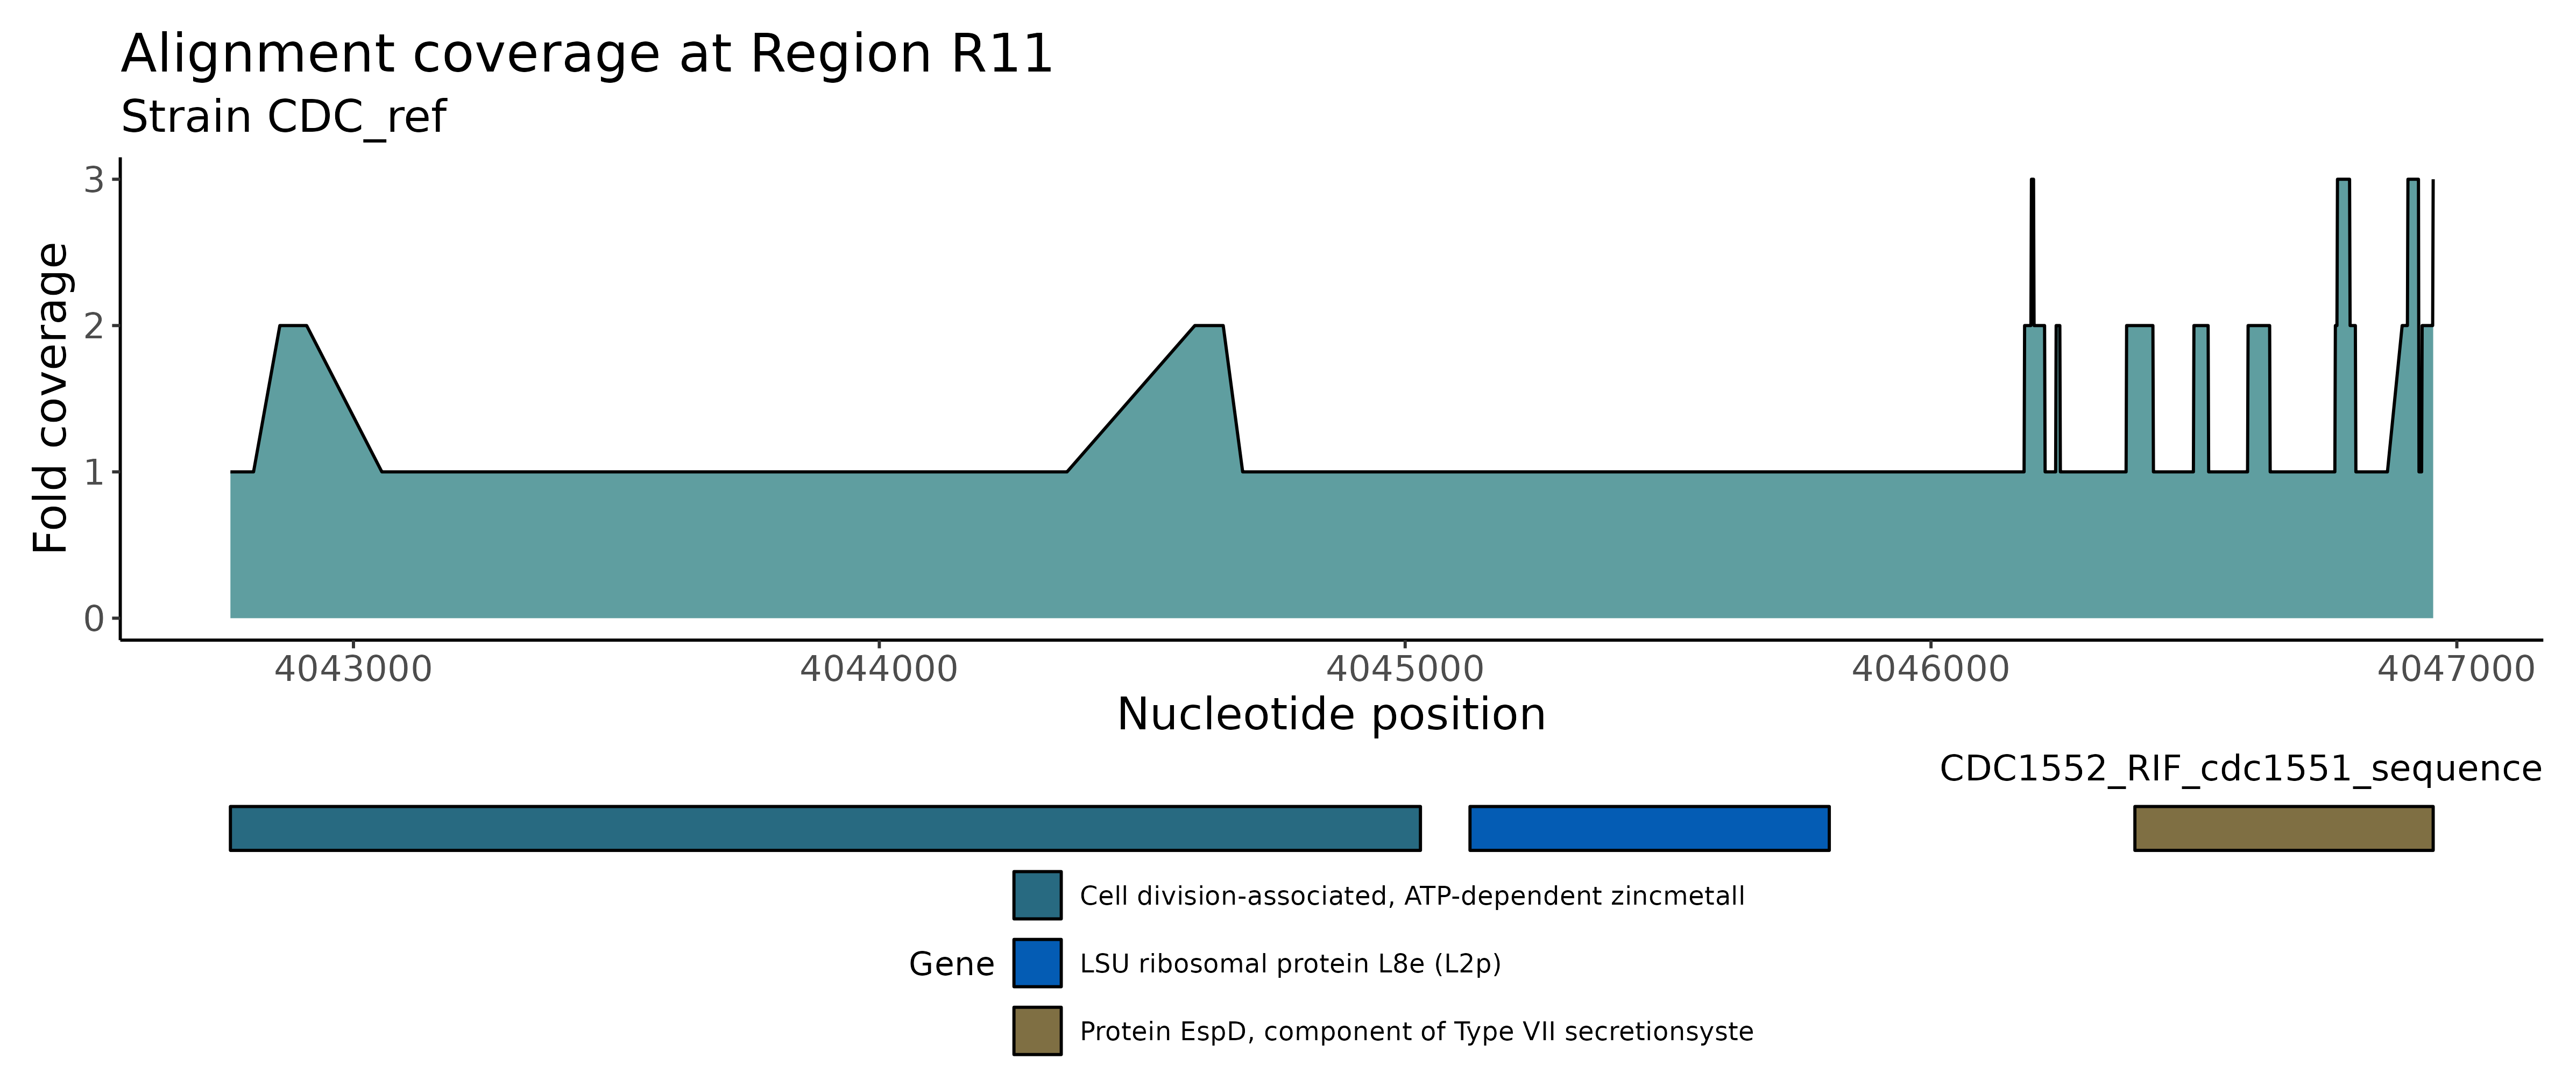 Alignment coverage at Region R11
Strain CDC_ref
Fold coverage
3
2
1
0
4043000 4044000 4045000 4046000 4047000
Nucleotide position
CDC1552_RIF_cdc1551_sequence
Gene
Cell division-associated, ATP-dependent zincmetall
LSU ribosomal protein L8e (L2p)
Protein EspD, component of Type VII secretionsyste